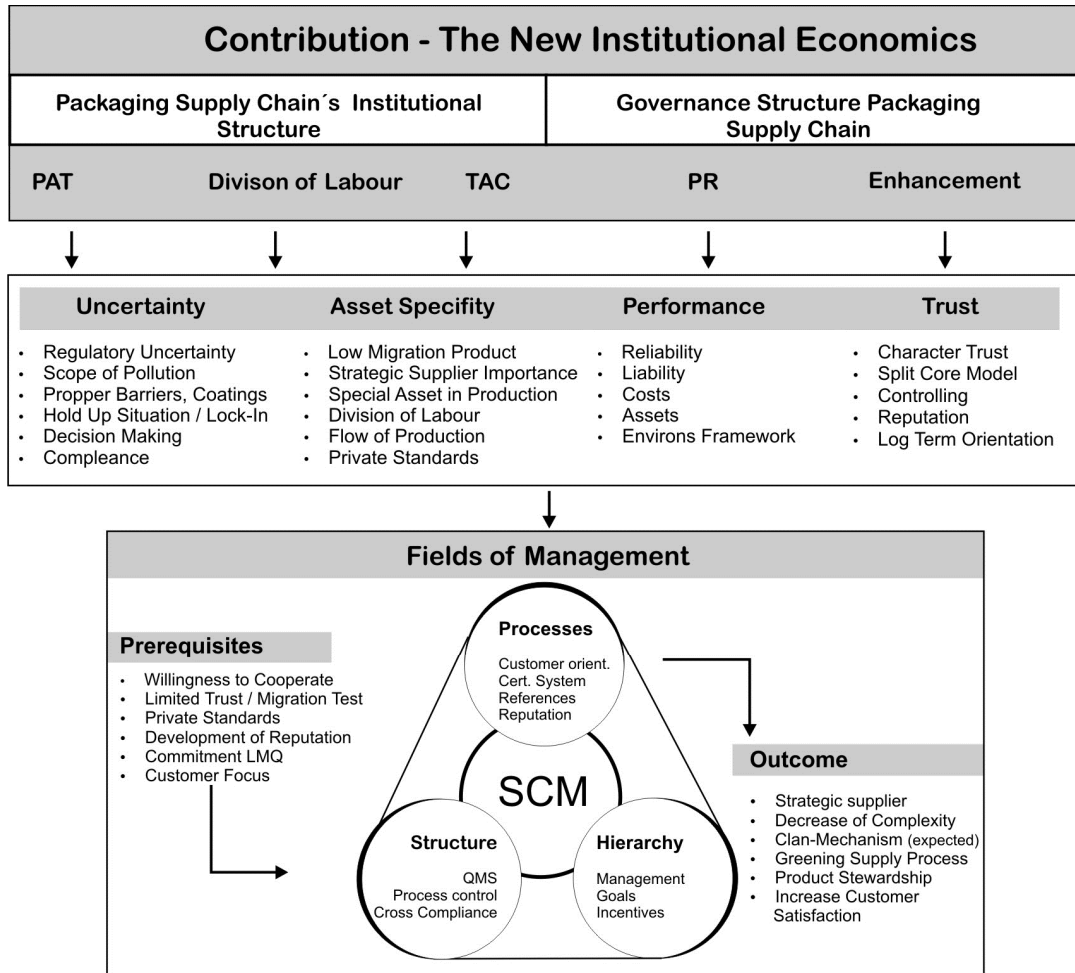 Contribution - The New Institutional Economics
Packaging Supply Chain´s Institutional
Structure
Governance Structure Packaging
Supply Chain
PAT
Divison of Labour
TAC
PR
Enhancement
Uncertainty
Regulatory Uncertainty
Scope of Pollution
Propper Barriers, Coatings
Hold Up Situation / Lock-In
Decision Making
Compleance
Asset Specifity
Low Migration Product
Strategic Supplier Importance
Special Asset in Production
Division of Labour
Flow of Production
Private Standards
Performance
Reliability
Liability
Costs
Assets
Environs Framework
Trust
Character Trust
Split Core Model
Controlling
Reputation
Log Term Orientation
Fields of Management
Prerequisites
Willingness to Cooperate
Limited Trust / Migration Test
Private Standards
Development of Reputation
Commitment LMQ
Customer Focus
Processes
Customer orient.
Cert. System
References
Reputation
SCM
Structure
QMS
Process control
Cross Compliance
Hierarchy
Management
Goals
Incentives
Outcome
Strategic supplier
Decrease of Complexity
Clan-Mechanism (expected)
Greening Supply Process
Product Stewardship
Increase Customer
Satisfaction